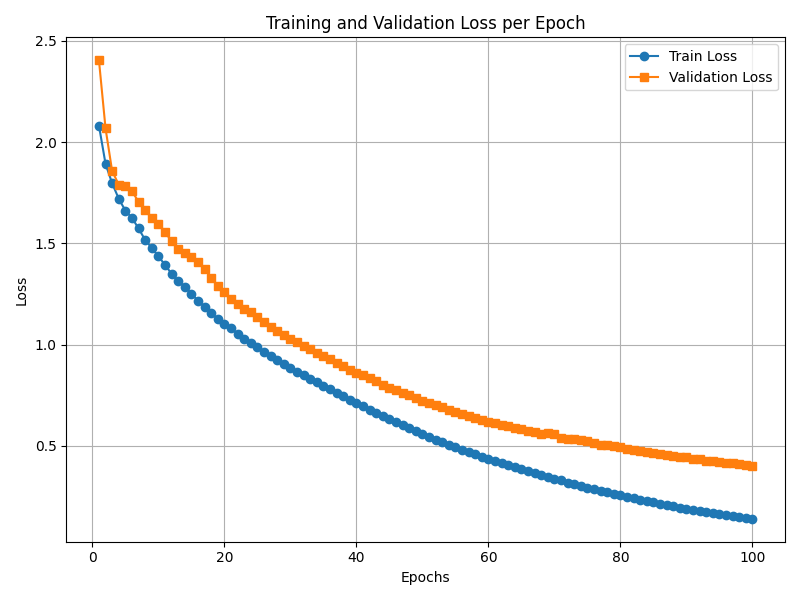 Training and Validation Loss per Epoch
Train Loss
Validation Loss
2.5
2.0
1.5
1.0
0.5
Loss
0 20 40 60 80 100
Epochs